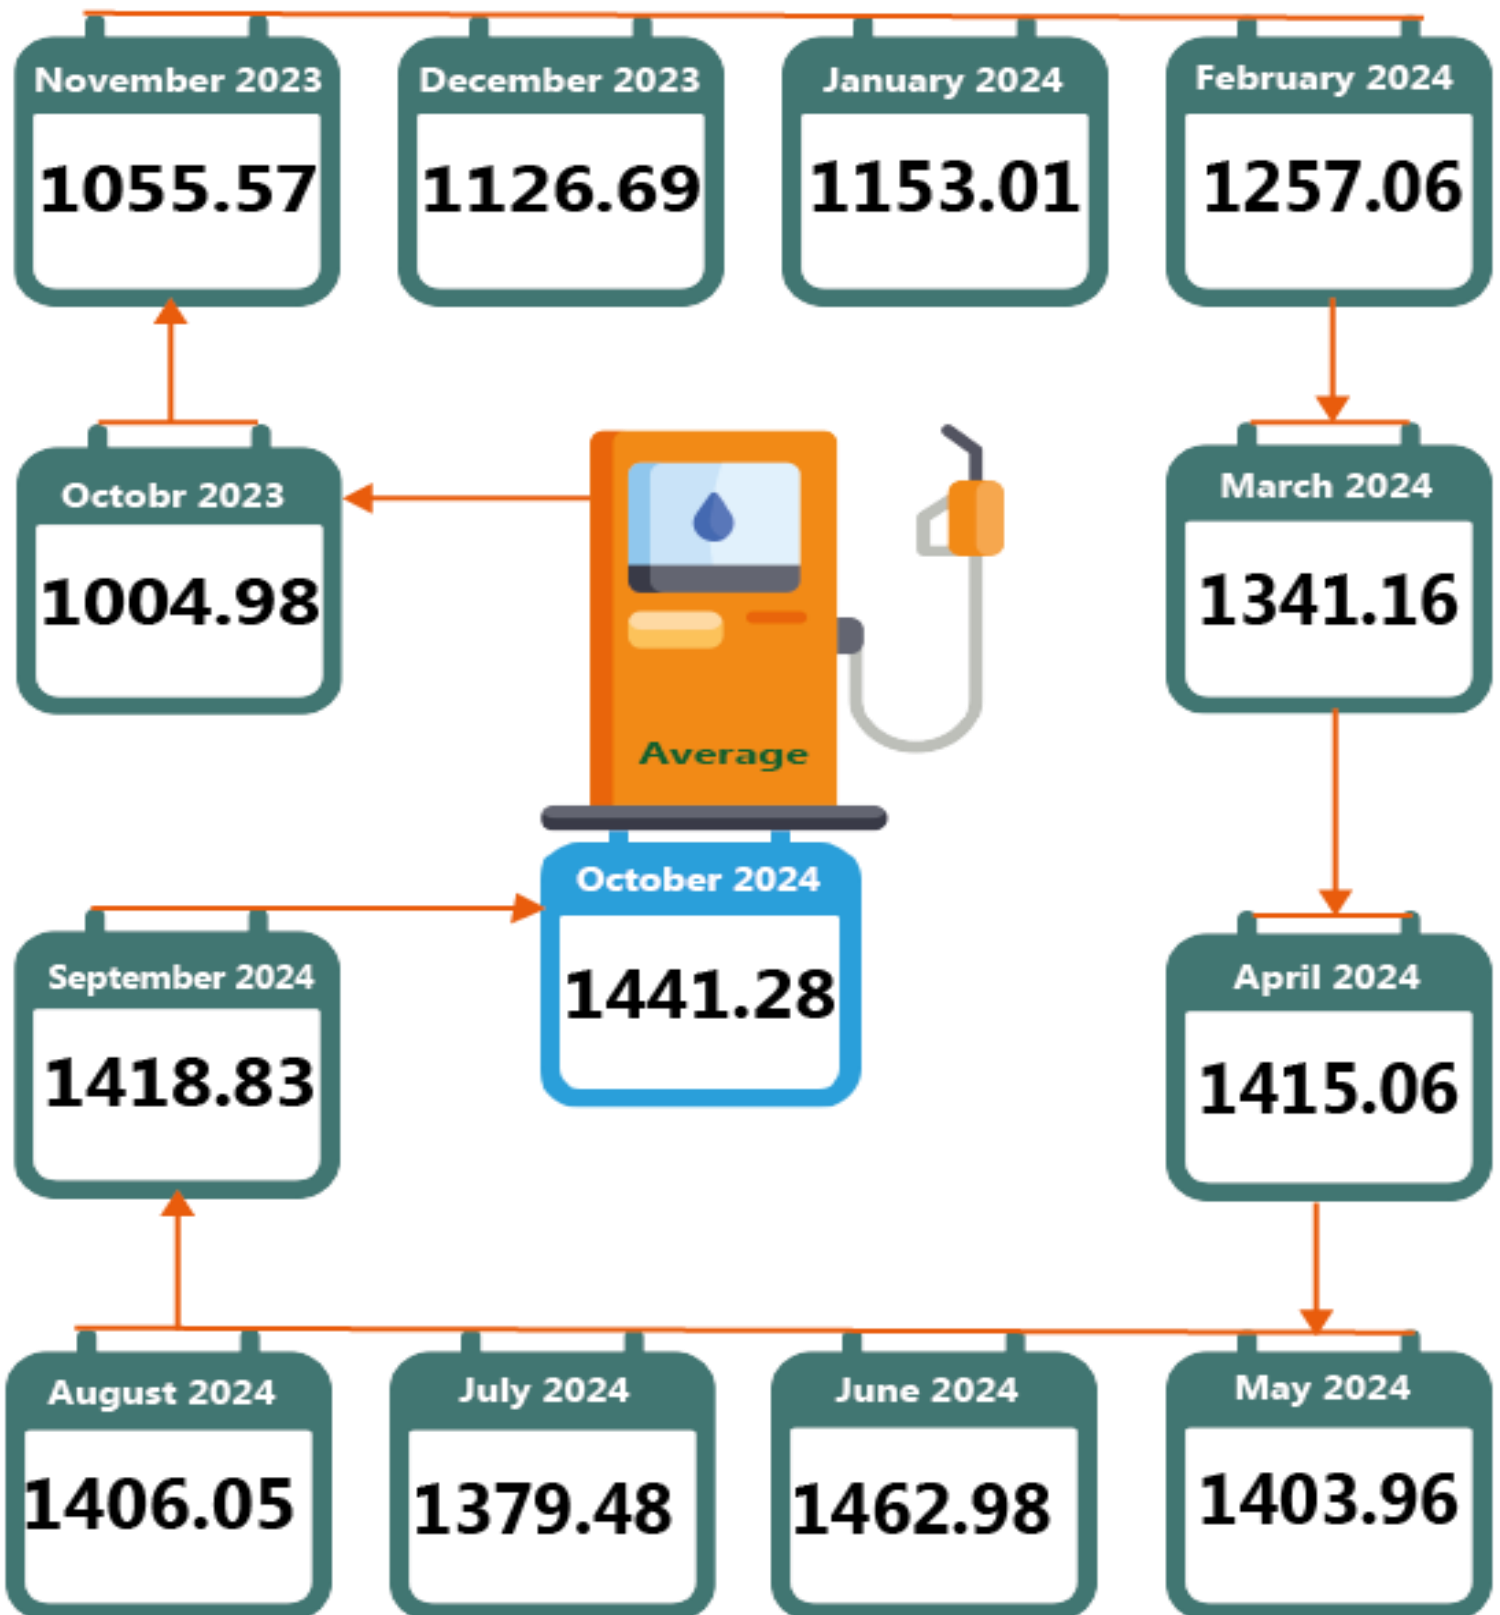 November 2023
1055.57
December 2023
1126.69
January 2024
1153.01
February 2024
1257.06
Octobr 2023
1004.98
Average
March 2024
1341.16
September 2024
1418.83
October 2024
1441.28
April 2024
1415.06
August 2024
1406.05
July 2024
1379.48
June 2024
1462.98
May 2024
1403.96